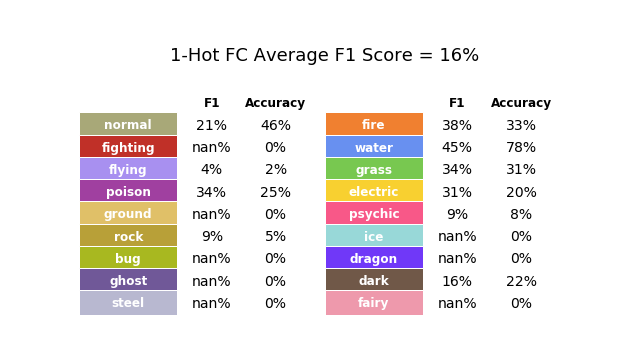 1-Hot FC Average F1 Score = 16%
F1 Accuracy F1 Accuracy
normal 21% 46% fire 38% 33%
fighting nan% 0% water 45% 78%
flying 4% 2% grass 34% 31%
poison 34% 25% electric 31% 20%
ground nan% 0% psychic 9% 8%
rock 9% 5% ice nan% 0%
bug nan% 0% dragon nan% 0%
ghost nan% 0% dark 16% 22%
steel nan% 0% fairy nan% 0%